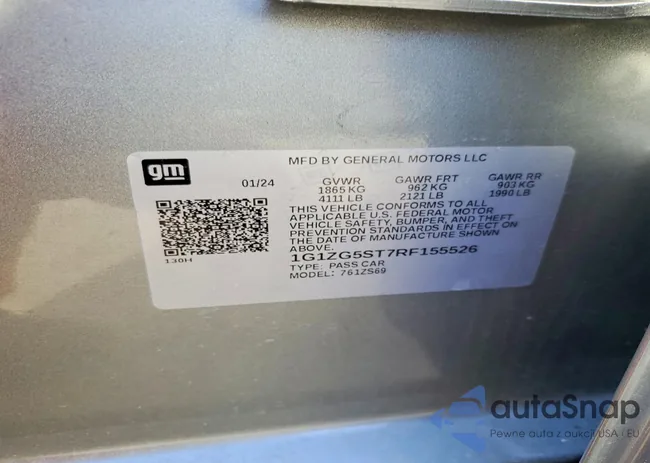 gm
MFD BY GENERAL MOTORS LLC
01/24
GVWR GAWR FRT GAWR RR
1865 KG 962 KG 903 KG
4111 LB 2121 LB 1990 LB
THIS VEHICLE CONFORMS TO ALL
APPLICABLE U.S. FEDERAL MOTOR
VEHICLE SAFETY, BUMPER, AND THEFT
PREVENTION STANDARDS IN EFFECT ON
THE DATE OF MANUFACTURE SHOWN
ABOVE.
1G1ZG5ST7RF155526
TYPE: PASS CAR
MODEL: 761ZS69
130H
autaSnap
Pewne auta z aukcji USA i EU